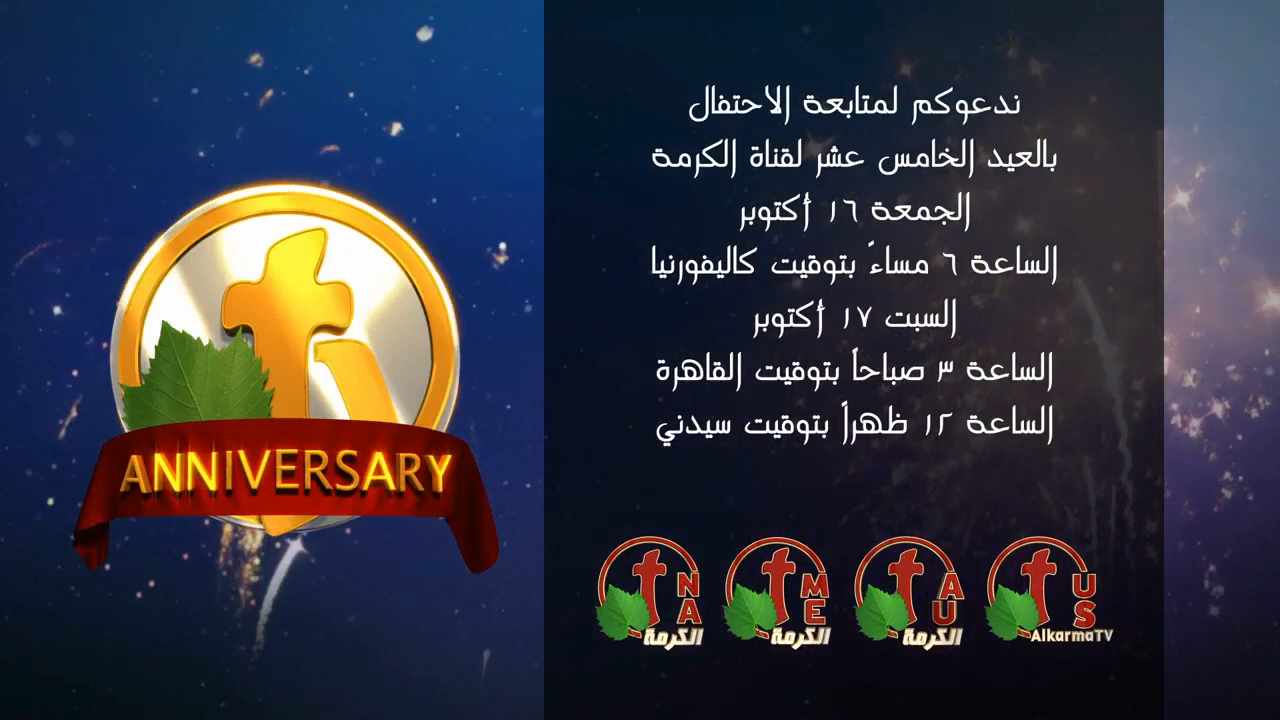 ANNIVERSARY
ندعوكم لمتابعة الاحتفال
بالعيد الخامس عشر لقناة الكرمة
الجمعة ١٦ أكتوبر
الساعة ٦ مساءً بتوقيت كاليفورنيا
السبت ١٧ أكتوبر
الساعة ٣ صباحاً بتوقيت القاهرة
الساعة ١٢ ظهراً بتوقيت سيدني
NA
الكرمة
ME
الكرمة
AU
الكرمة
US
AlkarmaTV